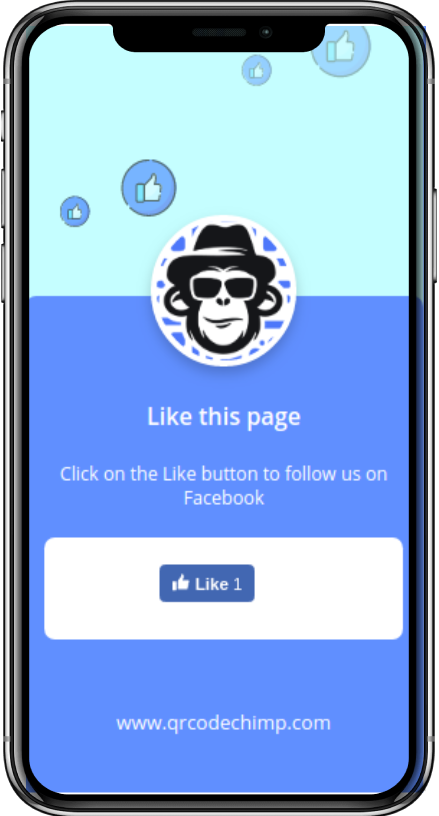 Like this page
Click on the Like button to follow us on
Facebook
Like 1
www.qrcodechimp.com